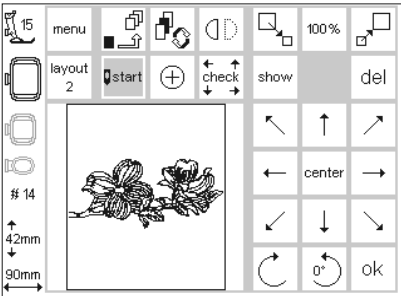 15
menu
100%
layout
2
start
check
show
del
# 14
center
42mm
90mm
0°
ok